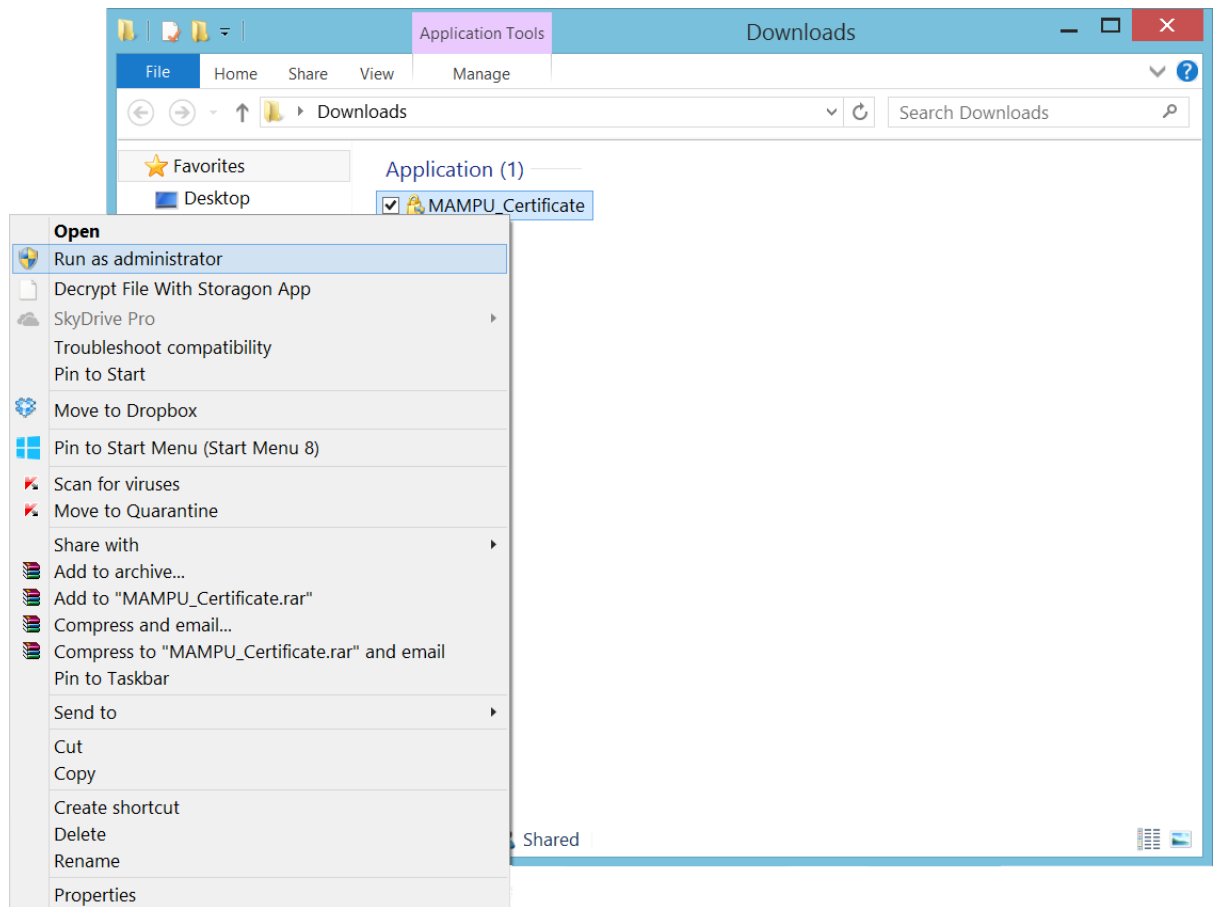 Application Tools
Downloads
File
Home
Share
View
Manage
?
Downloads
Search Downloads
Favorites
Desktop
Application (1)
MAMPU_Certificate
Open
Run as administrator
Decrypt File With Storagon App
SkyDrive Pro
Troubleshoot compatibility
Pin to Start
Move to Dropbox
Pin to Start Menu (Start Menu 8)
Scan for viruses
Move to Quarantine
Share with
Add to archive...
Add to "MAMPU_Certificate.rar"
Compress and email...
Compress to "MAMPU_Certificate.rar" and email
Pin to Taskbar
Send to
Cut
Copy
Create shortcut
Delete
Rename
Properties
Shared